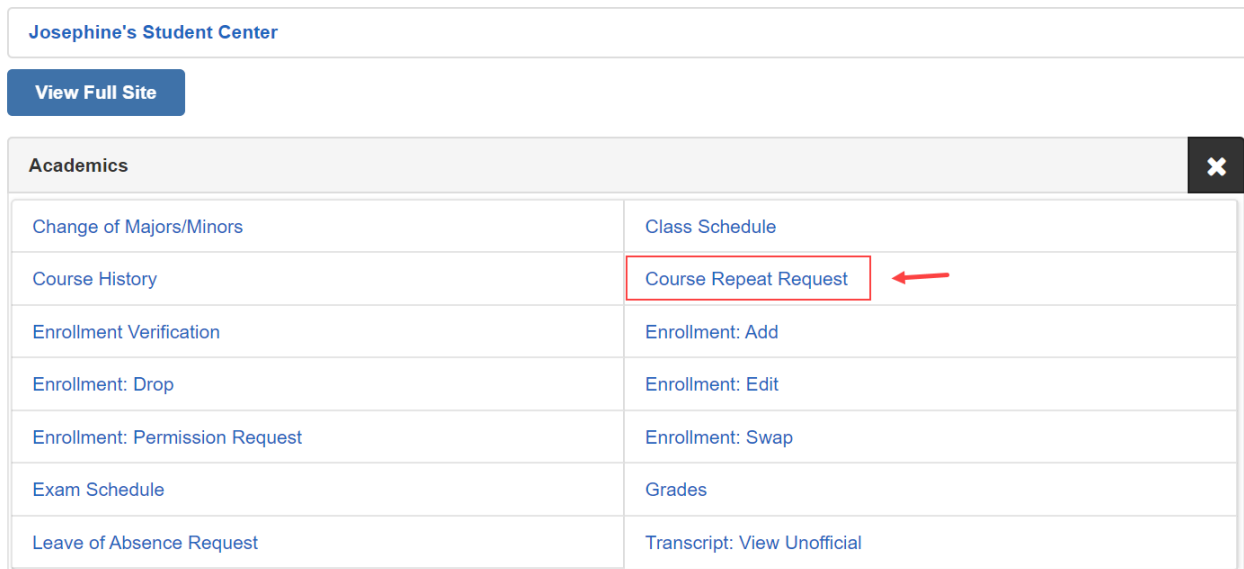 Josephine's Student Center
View Full Site
Academics
Change of Majors/Minors
Class Schedule
Course History
Course Repeat Request
Enrollment Verification
Enrollment: Add
Enrollment: Drop
Enrollment: Edit
Enrollment: Permission Request
Enrollment: Swap
Exam Schedule
Grades
Leave of Absence Request
Transcript: View Unofficial